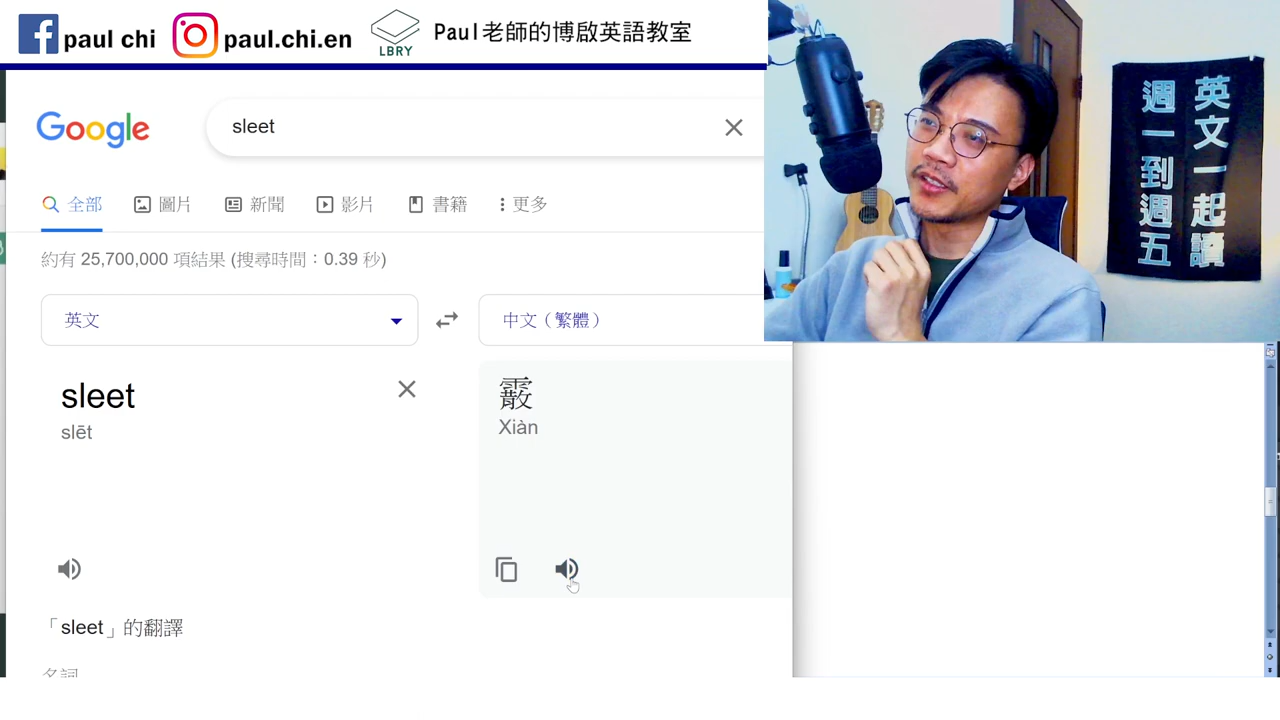 paul chi
paul.chi.en
LBRY
Paul老師的博啟英語教室
Google
sleet
全部
圖片
新聞
影片
書籍
更多
約有 25,700,000 項結果 (搜尋時間：0.39 秒)
英文
中文（繁體）
sleet
slēt
霰
Xiàn
「sleet」的翻譯
名詞
英文一起讀
週一到週五